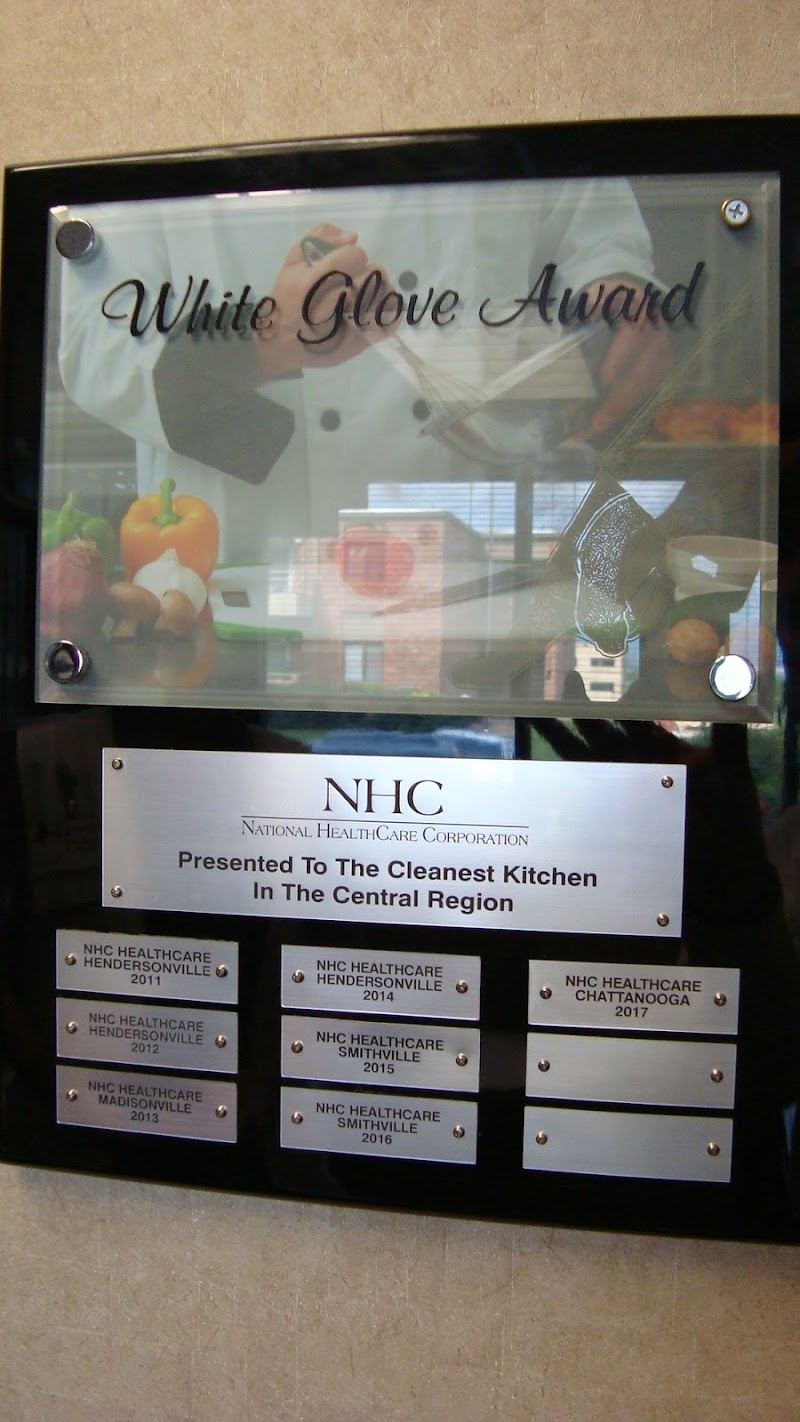 White Glove Award
NHC
NATIONAL HEALTHCARE CORPORATION
Presented To The Cleanest Kitchen
In The Central Region
NHC HEALTHCARE
HENDERSONVILLE
2011
NHC HEALTHCARE
HENDERSONVILLE
2012
NHC HEALTHCARE
MADISONVILLE
2013
NHC HEALTHCARE
HENDERSONVILLE
2014
NHC HEALTHCARE
SMITHVILLE
2015
NHC HEALTHCARE
SMITHVILLE
2016
NHC HEALTHCARE
CHATTANOOGA
2017